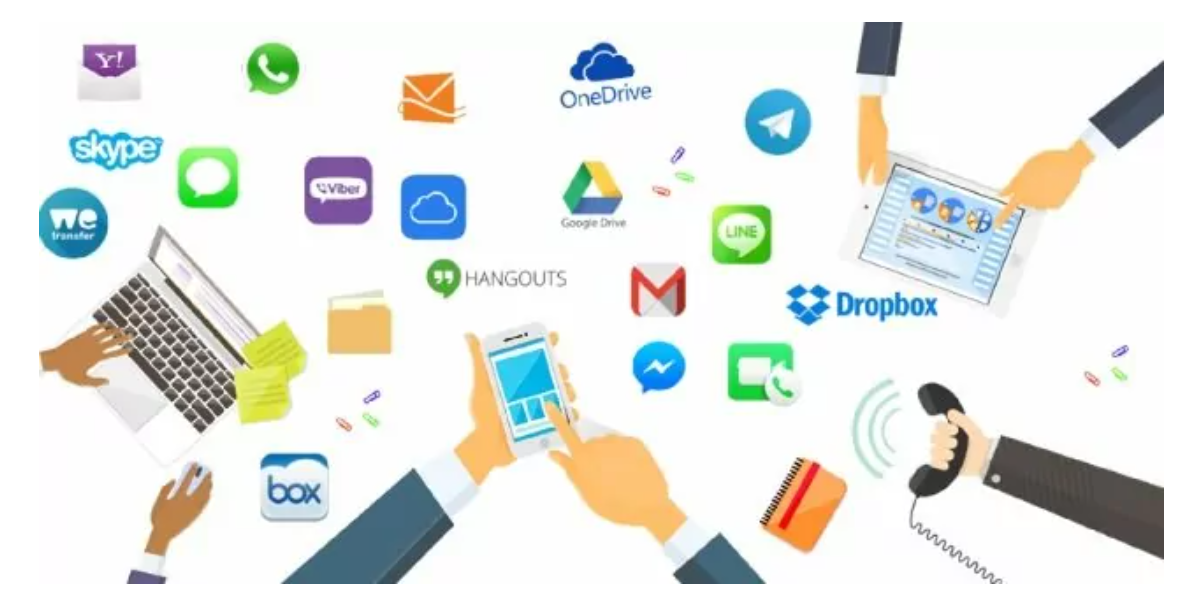 Y!
OneDrive
skype
Viber
Google Drive
we
transfer
LINE
HANGOUTS
Dropbox
box